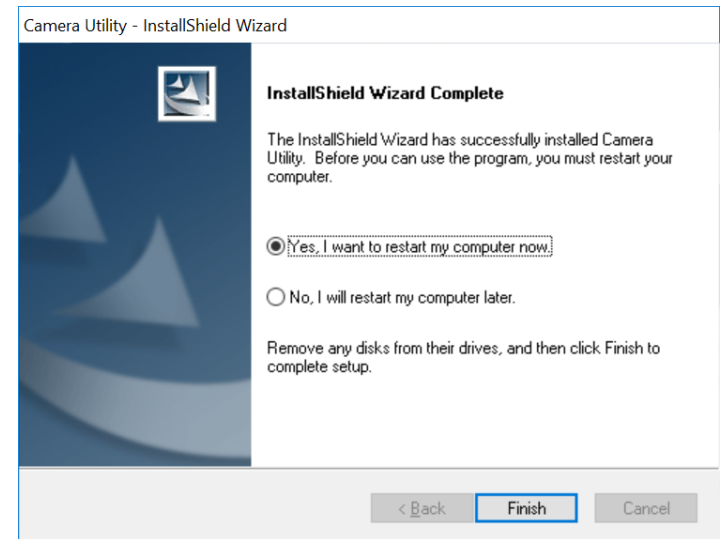 Camera Utility - InstallShield Wizard
InstallShield Wizard Complete
The InstallShield Wizard has successfully installed Camera
Utility.  Before you can use the program, you must restart your
computer.
Yes, I want to restart my computer now.
No, I will restart my computer later.
Remove any disks from their drives, and then click Finish to
complete setup.
< Back
Finish
Cancel